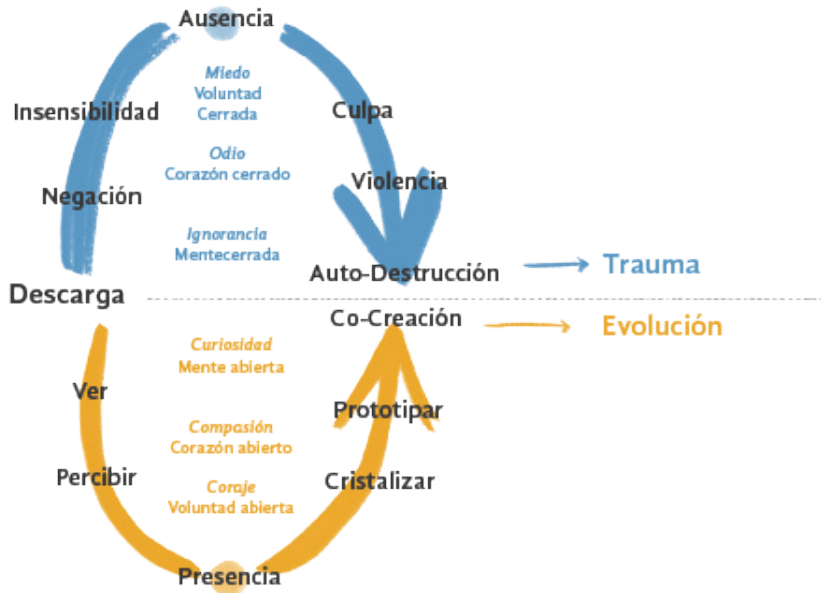 Ausencia
Miedo
Voluntad
Cerrada
Insensibilidad
Culpa
Odio
Corazón cerrado
Negación
Violencia
Ignorancia
Mentecerrada
Auto-Destrucción
Trauma
Descarga
Co-Creación
Evolución
Curiosidad
Mente abierta
Ver
Prototipar
Compasión
Corazón abierto
Percibir
Cristalizar
Coraje
Voluntad abierta
Presencia